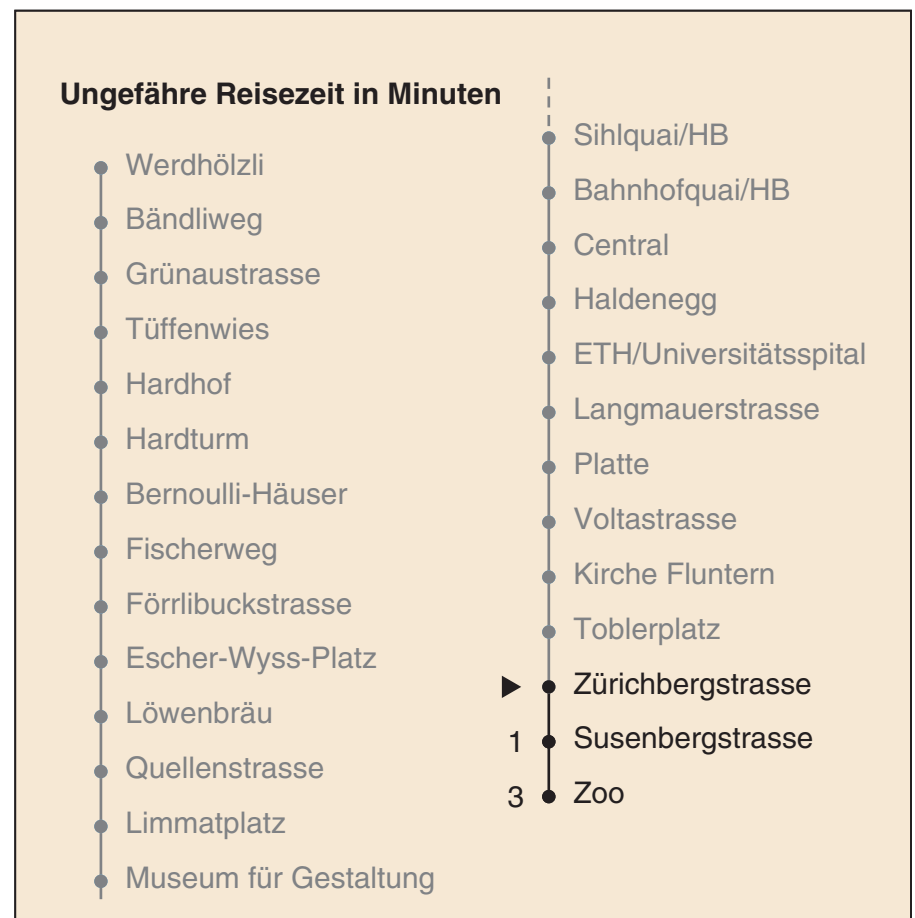 Ungefähre Reisezeit in Minuten
Werdhölzli
Bändliweg
Grünaustrasse
Tüffenwies
Hardhof
Hardturm
Bernoulli-Häuser
Fischerweg
Förrlibuckstrasse
Escher-Wyss-Platz
Löwenbräu
Quellenstrasse
Limmatplatz
Museum für Gestaltung
Sihlquai/HB
Bahnhofquai/HB
Central
Haldenegg
ETH/Universitätsspital
Langmauerstrasse
Platte
Voltastrasse
Kirche Fluntern
Toblerplatz
Zürichbergstrasse
1 Susenbergstrasse
3 Zoo